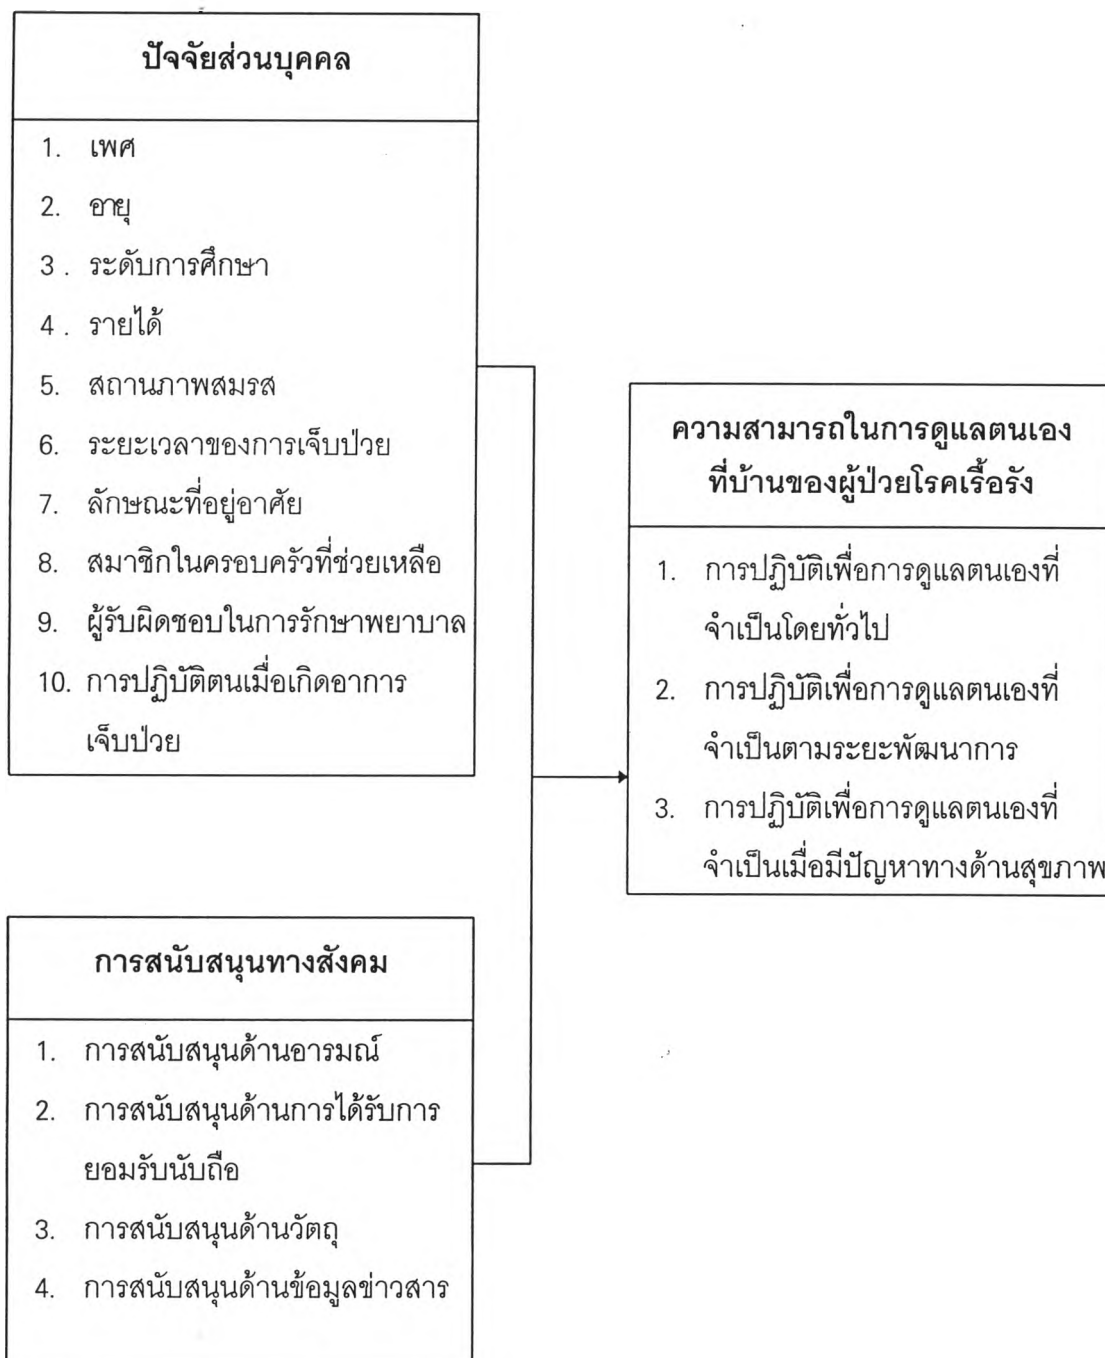 ปัจจัยส่วนบุคคล
1. เพศ
2. อายุ
3 . ระดับการศึกษา
4 . รายได้
5. สถานภาพสมรส
6. ระยะเวลาของการเจ็บป่วย
7. ลักษณะที่อยู่อาศัย
8. สมาชิกในครอบครัวที่ช่วยเหลือ
9. ผู้รับผิดชอบในการรักษาพยาบาล
10. การปฏิบัติตนเมื่อเกิดอาการ
เจ็บป่วย
การสนับสนุนทางสังคม
1. การสนับสนุนด้านอารมณ์
2. การสนับสนุนด้านการได้รับการ
ยอมรับนับถือ
3. การสนับสนุนด้านวัตถุ
4. การสนับสนุนด้านข้อมูลข่าวสาร
ความสามารถในการดูแลตนเอง
ที่บ้านของผู้ป่วยโรคเรื้อรัง
1. การปฏิบัติเพื่อการดูแลตนเองที่
จำเป็นโดยทั่วไป
2. การปฏิบัติเพื่อการดูแลตนเองที่
จำเป็นตามระยะพัฒนาการ
3. การปฏิบัติเพื่อการดูแลตนเองที่
จำเป็นเมื่อมีปัญหาทางด้านสุขภาพ